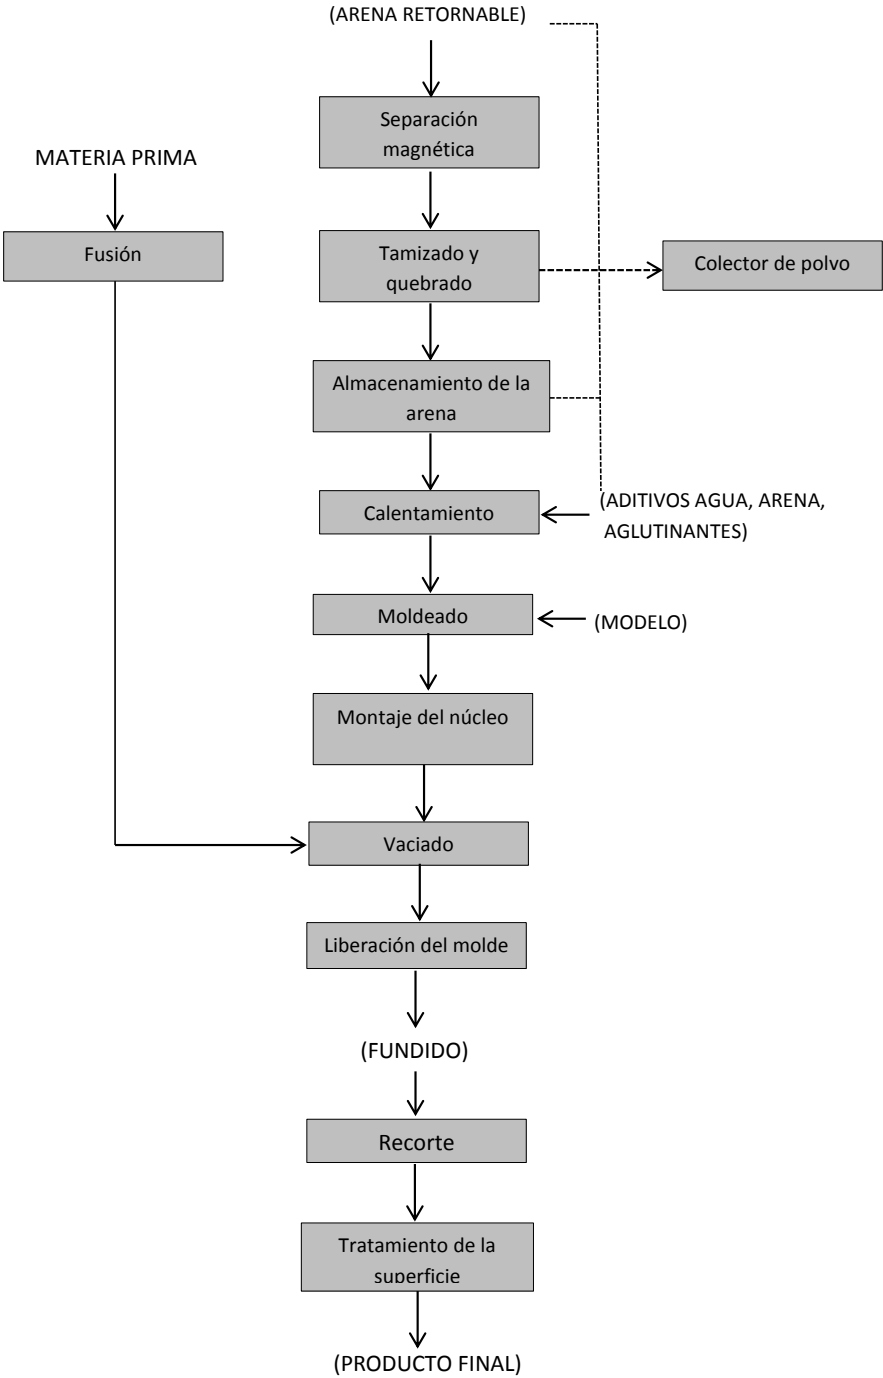 (ARENA RETORNABLE)
Separación
magnética
MATERIA PRIMA
Fusión
Tamizado y
quebrado
Colector de polvo
Almacenamiento de la
arena
Calentamiento
(ADITIVOS AGUA, ARENA,
AGLUTINANTES)
Moldeado
(MODELO)
Montaje del núcleo
Vaciado
Liberación del molde
(FUNDIDO)
Recorte
Tratamiento de la
superficie
(PRODUCTO FINAL)